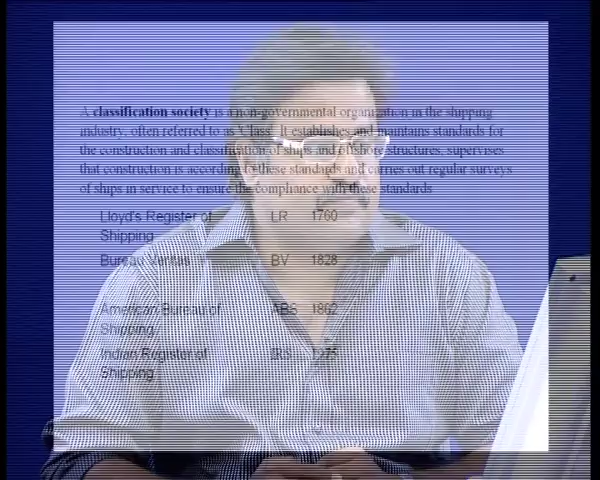 A classification society is a non-governmental organization in the shipping
industry, often referred to as 'Class'. It establishes and maintains standards for
the construction and classification of ships and offshore structures, supervises
that construction is according to these standards and carries out regular surveys
of ships in service to ensure the compliance with these standards
Lloyd's Register of LR 1760
Shipping
Bureau Veritas BV 1828
American Bureau of ABS 1862
Shipping
Indian Register of IRS 1975
Shipping